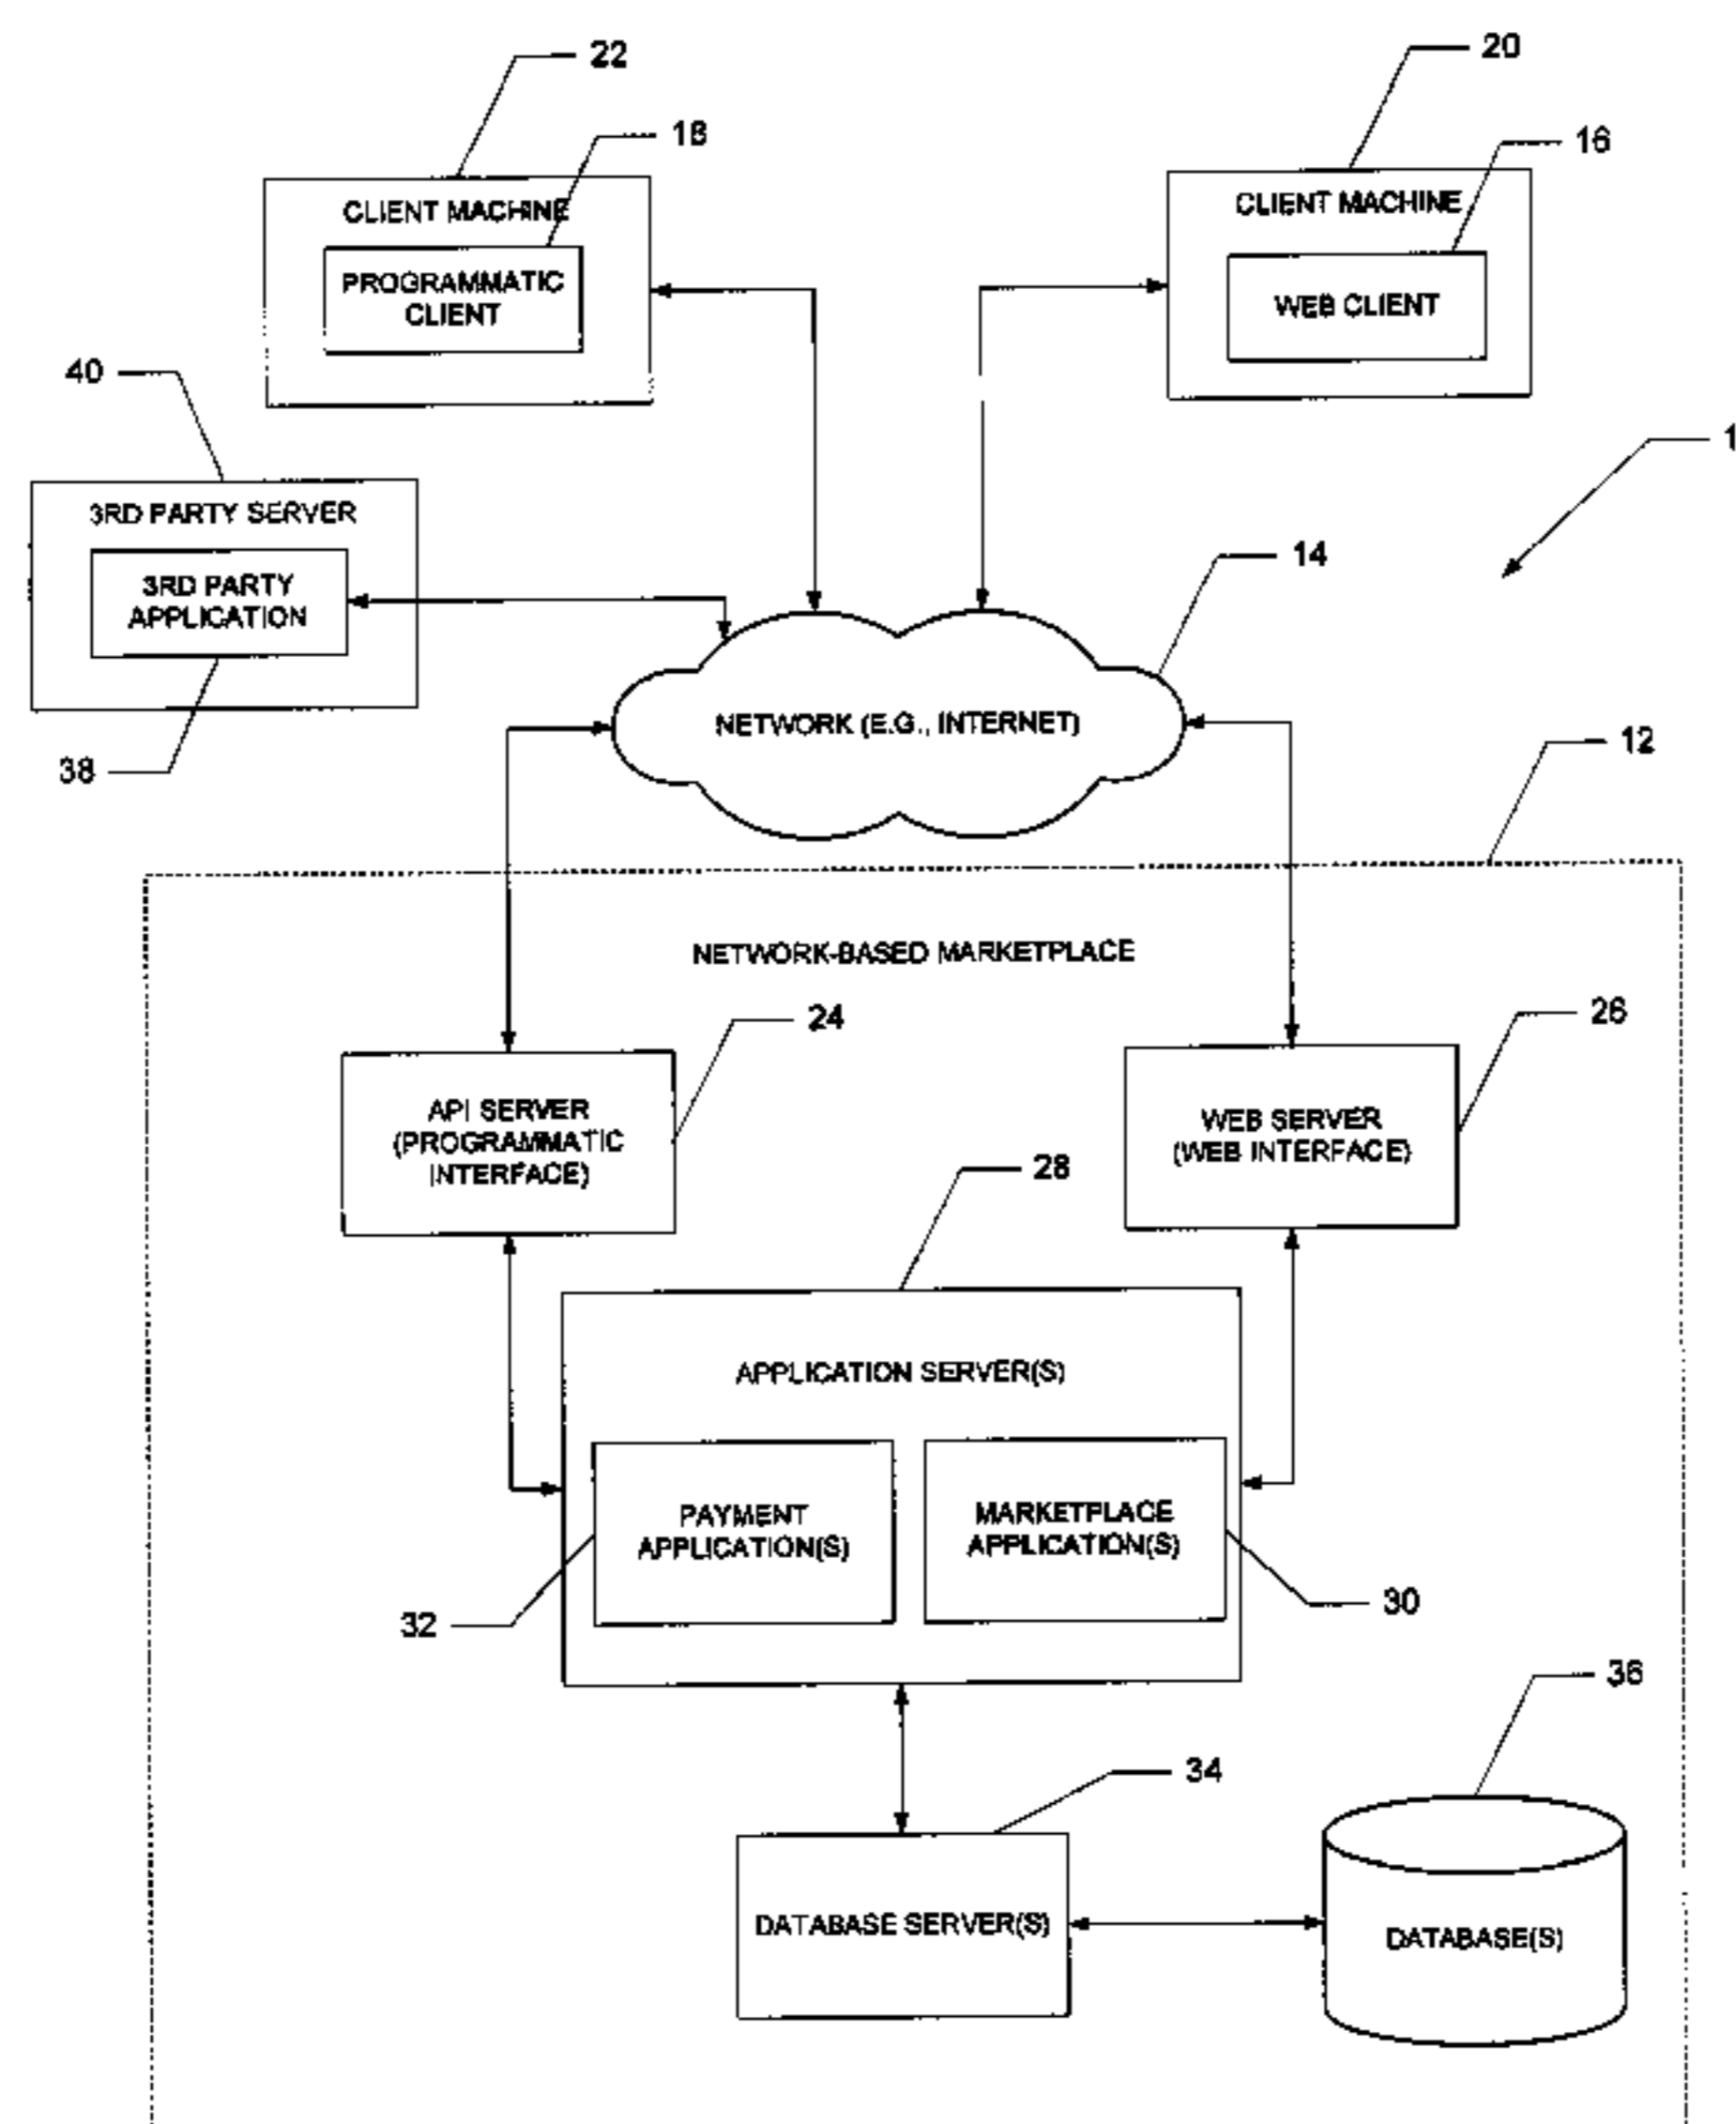 22
20
18
16
CLIENT MACHINE
CLIENT MACHINE
PROGRAMMATIC
CLIENT
WEB CLIENT
40
1
3RD PARTY SERVER
14
3RD PARTY
APPLICATION
NETWORK (E.G., INTERNET)
12
38
NETWORK-BASED MARKETPLACE
24
26
API SERVER
(PROGRAMMATIC
INTERFACE)
WEB SERVER
(WEB INTERFACE)
28
APPLICATION SERVER(S)
PAYMENT
APPLICATION(S)
MARKETPLACE
APPLICATION(S)
32
30
36
34
DATABASE SERVER(S)
DATABASE(S)